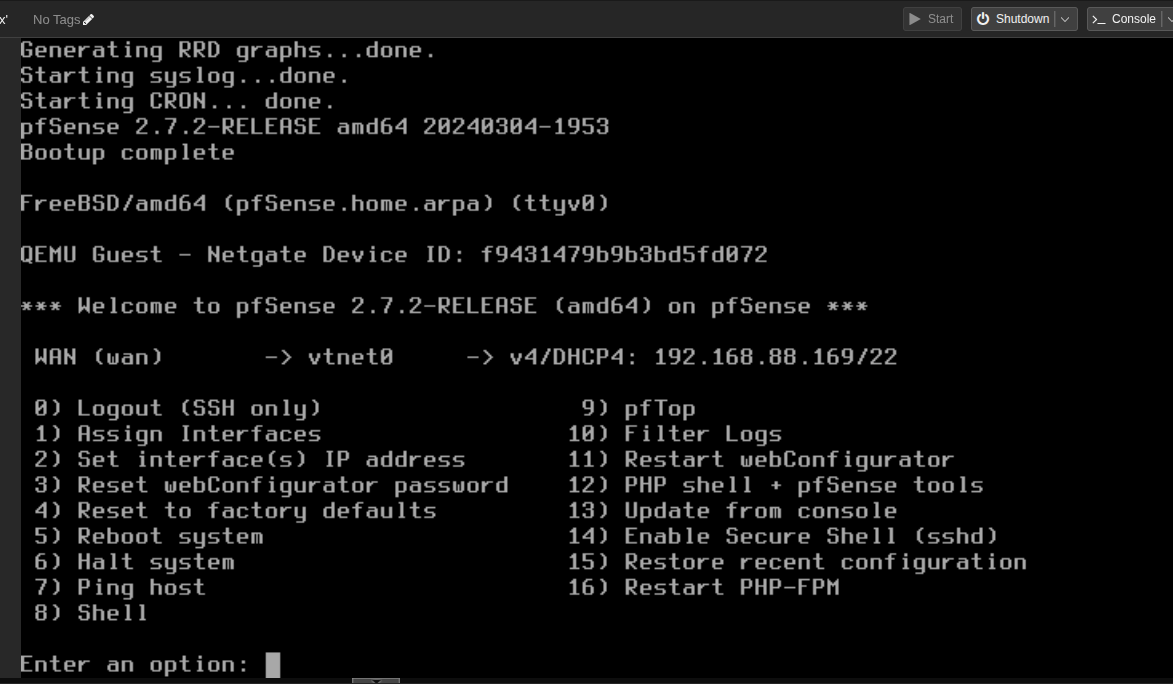 x' No Tags Start Shutdown Console
Generating RRD graphs...done.
Starting syslog...done.
Starting CRON... done.
pfSense 2.7.2-RELEASE amd64 20240304-1953
Bootup complete
FreeBSD/amd64 (pfSense.home.arpa) (ttyv0)
QEMU Guest - Netgate Device ID: f9431479b9b3bd5fd072
*** Welcome to pfSense 2.7.2-RELEASE (amd64) on pfSense ***
WAN (wan) -> vtnet0 -> v4/DHCP4: 192.168.88.169/22
0) Logout (SSH only) 9) pfTop
1) Assign Interfaces 10) Filter Logs
2) Set interface(s) IP address 11) Restart webConfigurator
3) Reset webConfigurator password 12) PHP shell + pfSense tools
4) Reset to factory defaults 13) Update from console
5) Reboot system 14) Enable Secure Shell (sshd)
6) Halt system 15) Restore recent configuration
7) Ping host 16) Restart PHP-FPM
8) Shell
Enter an option: